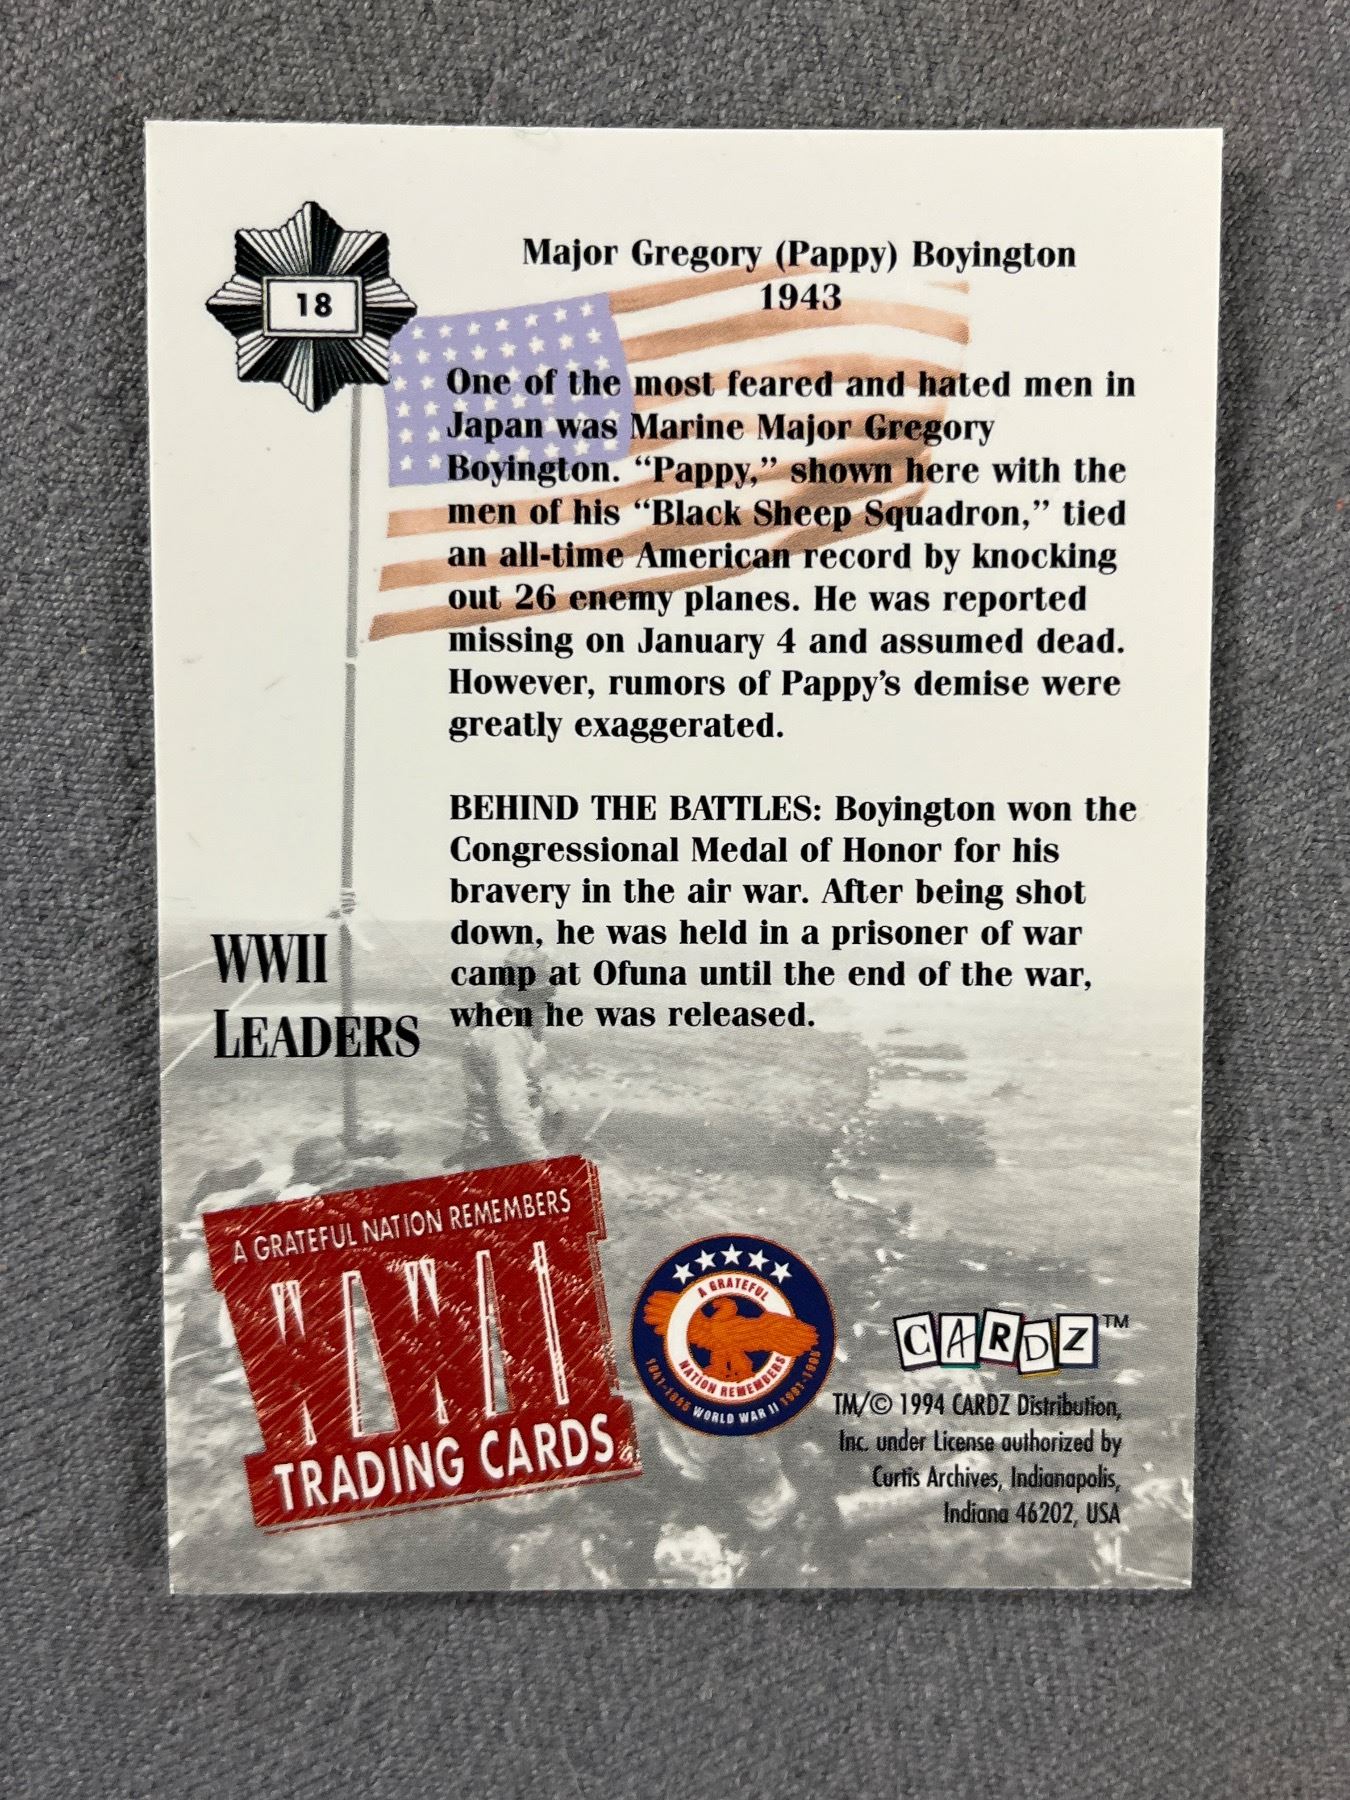 18
Major Gregory (Pappy) Boyington
1943
One of the most feared and hated men in
Japan was Marine Major Gregory
Boyington. “Pappy,” shown here with the
men of his “Black Sheep Squadron,” tied
an all-time American record by knocking
out 26 enemy planes. He was reported
missing on January 4 and assumed dead.
However, rumors of Pappy’s demise were
greatly exaggerated.
BEHIND THE BATTLES: Boyington won the
Congressional Medal of Honor for his
bravery in the air war. After being shot
down, he was held in a prisoner of war
camp at Ofuna until the end of the war,
when he was released.
WWII
LEADERS
A GRATEFUL NATION REMEMBERS
WWII
TRADING CARDS
A GRATEFUL
NATION REMEMBERS
1941-1945 WORLD WAR II 1991-1995
CARDZ™
TM/© 1994 CARDZ Distribution,
Inc. under License authorized by
Curtis Archives, Indianapolis,
Indiana 46202, USA